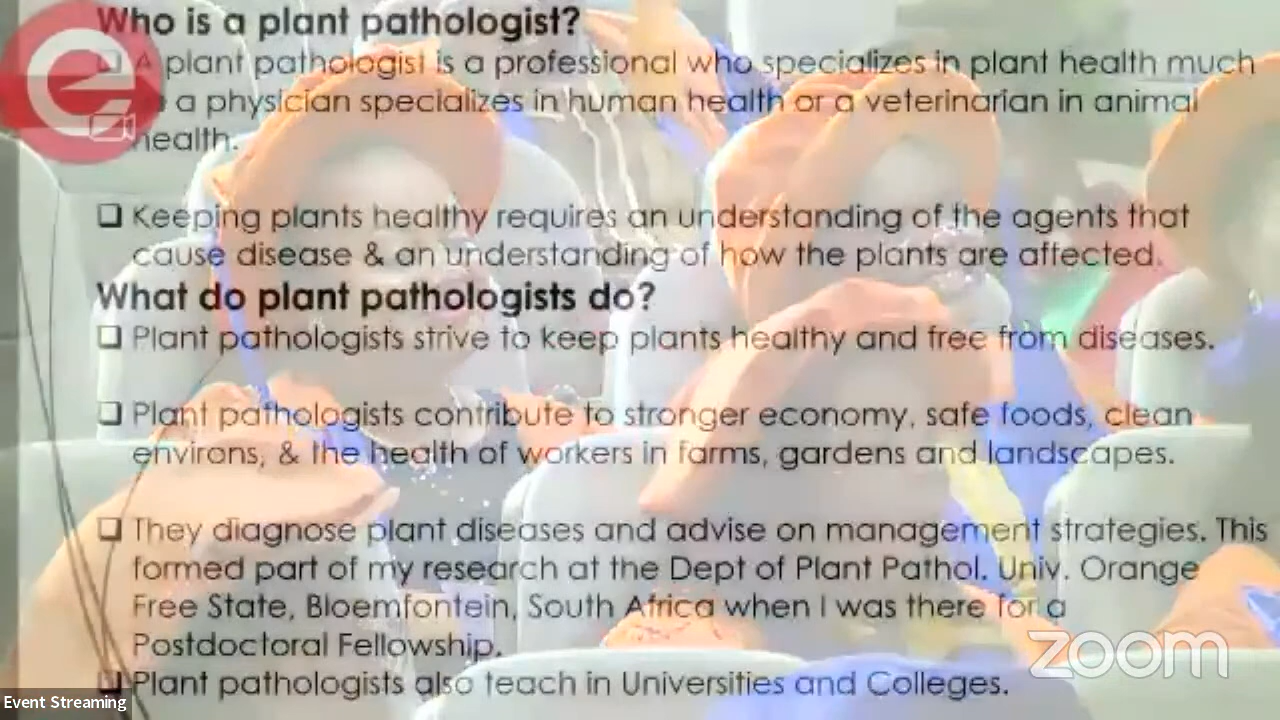 Who is a plant pathologist?
❑ A plant pathologist is a professional who specializes in plant health much
a physician specializes in human health or a veterinarian in animal
health.
❑ Keeping plants healthy requires an understanding of the agents that
cause disease & an understanding of how the plants are affected.
What do plant pathologists do?
❑ Plant pathologists strive to keep plants healthy and free from diseases.
❑ Plant pathologists contribute to stronger economy, safe foods, clean
environs, & the health of workers in farms, gardens and landscapes.
❑ They diagnose plant diseases and advise on management strategies. This
formed part of my research at the Dept of Plant Pathol. Univ. Orange
Free State, Bloemfontein, South Africa when I was there for a
Postdoctoral Fellowship.
❑ Plant pathologists also teach in Universities and Colleges.
zoom
Event Streaming
e